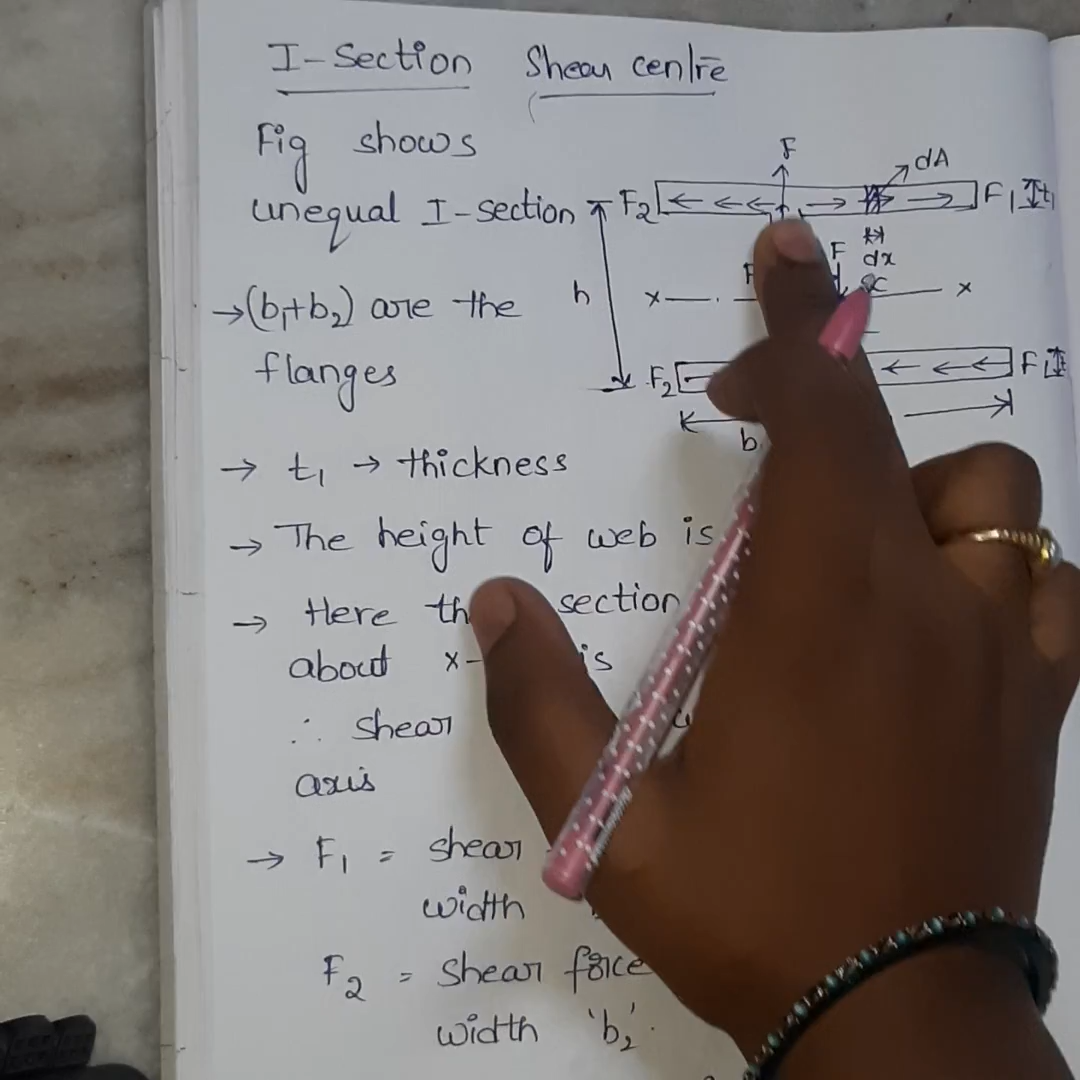 I-Section Shear centre
Fig shows
unequal I-section
F
dA
F2
F1
t1
dx
F
F
h
x
SC
x
F2
F1
b
→(b1+b2) are the
flanges
→ t1 → thickness
→ The height of web is
→ Here section
about x- is
∴ shear
axis
→ F1 = shear
width
F2 = shear force
width 'b2'.